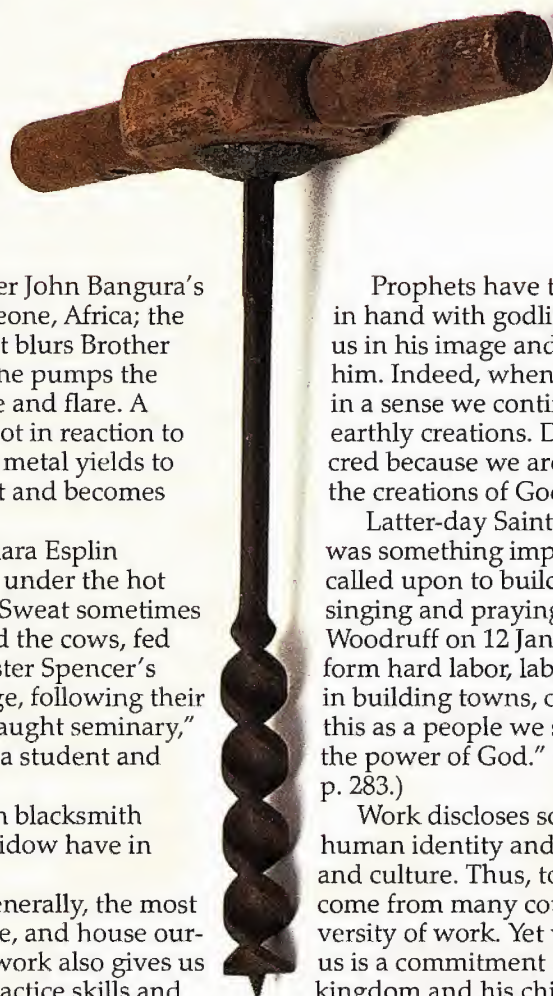 er John Bangura's
eone, Africa; the
t blurs Brother
he pumps the
e and flare. A
ot in reaction to
metal yields to
t and becomes
lara Esplin
under the hot
Sweat sometimes
d the cows, fed
ster Spencer's
ge, following their
aught seminary,"
a student and
n blacksmith
idow have in
enerally, the most
e, and house our-
work also gives us
actice skills and
Prophets have t
in hand with godli
us in his image and
him. Indeed, when
in a sense we conti
earthly creations. D
cred because we are
the creations of God
Latter-day Saint
was something imp
called upon to build
singing and praying
Woodruff on 12 Jan
form hard labor, lab
in building towns, c
this as a people we s
the power of God."
p. 283.)
Work discloses so
human identity and
and culture. Thus, to
come from many cou
versity of work. Yet
us is a commitment
kingdom and his chi